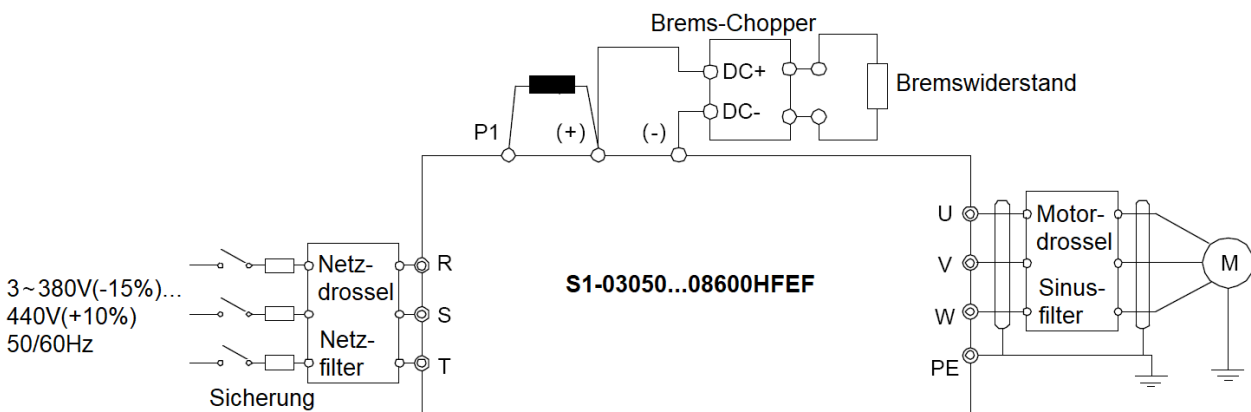 Brems-Chopper
DC+
DC-
Bremswiderstand
P1
(+)
(-)
3~380V(-15%)...
440V(+10%)
50/60Hz
Sicherung
Netz-
drossel
Netz-
filter
R
S
T
S1-03050...08600HFEF
U
V
W
PE
Motor-
drossel
Sinus-
filter
M